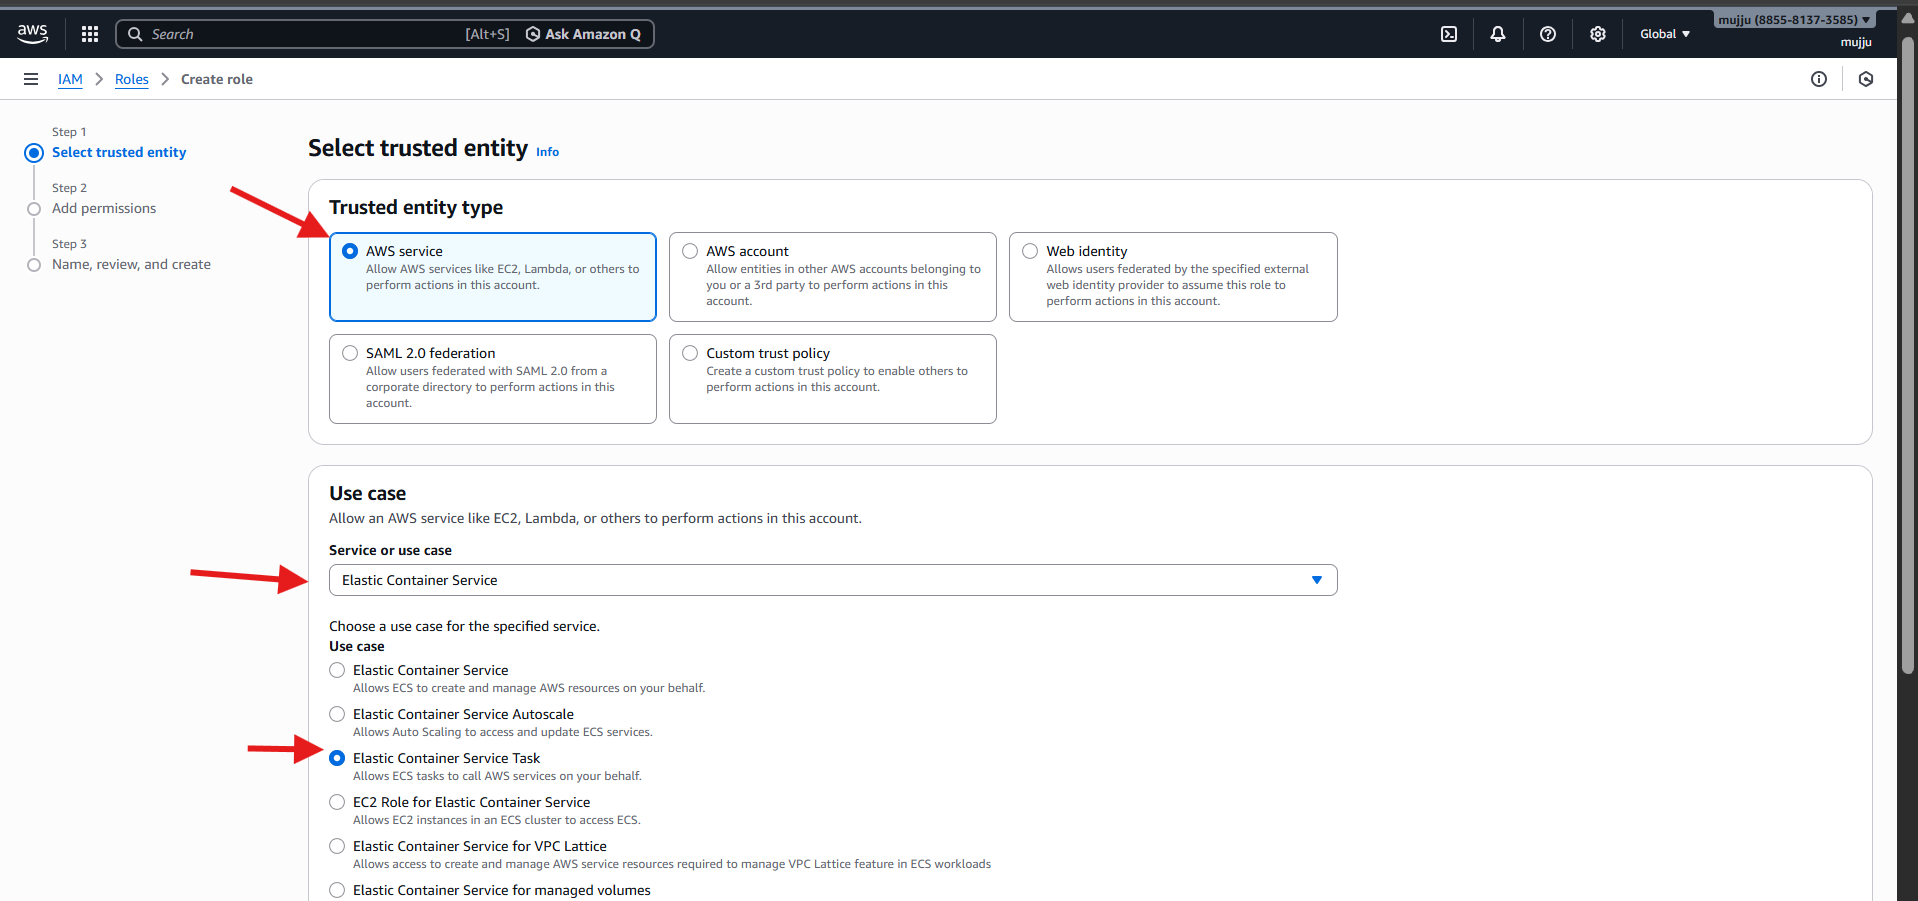 aws
Search [Alt+S] Ask Amazon Q
Global
mujju (8855-8137-3585)
mujju
IAM Roles Create role
Step 1
Select trusted entity
Step 2
Add permissions
Step 3
Name, review, and create
Select trusted entity Info
Trusted entity type
AWS service
Allow AWS services like EC2, Lambda, or others to
perform actions in this account.
AWS account
Allow entities in other AWS accounts belonging to
you or a 3rd party to perform actions in this
account.
Web identity
Allows users federated by the specified external
web identity provider to assume this role to
perform actions in this account.
SAML 2.0 federation
Allow users federated with SAML 2.0 from a
corporate directory to perform actions in this
account.
Custom trust policy
Create a custom trust policy to enable others to
perform actions in this account.
Use case
Allow an AWS service like EC2, Lambda, or others to perform actions in this account.
Service or use case
Elastic Container Service
Choose a use case for the specified service.
Use case
Elastic Container Service
Allows ECS to create and manage AWS resources on your behalf.
Elastic Container Service Autoscale
Allows Auto Scaling to access and update ECS services.
Elastic Container Service Task
Allows ECS tasks to call AWS services on your behalf.
EC2 Role for Elastic Container Service
Allows EC2 instances in an ECS cluster to access ECS.
Elastic Container Service for VPC Lattice
Allows access to create and manage AWS service resources required to manage VPC Lattice feature in ECS workloads
Elastic Container Service for managed volumes